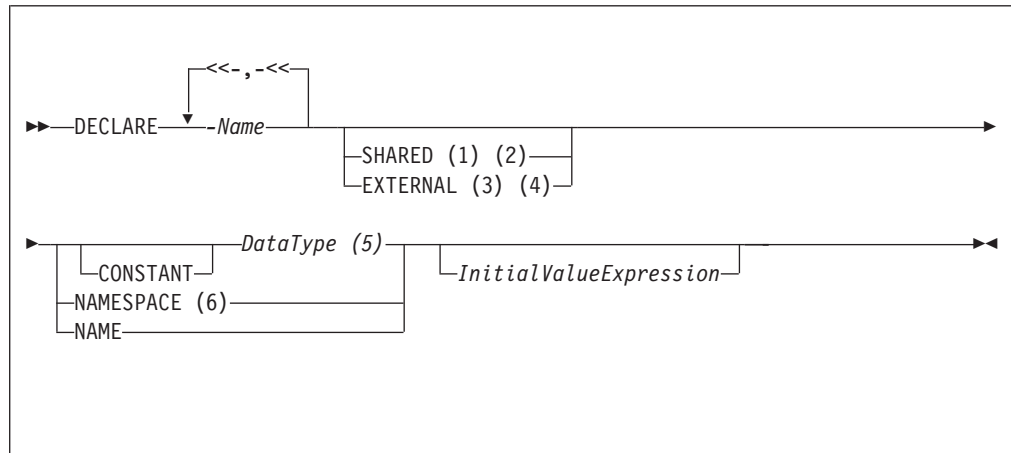 <<-,-<<
DECLARE -Name
SHARED (1) (2)
EXTERNAL (3) (4)
DataType (5)
CONSTANT
InitialValueExpression
NAMESPACE (6)
NAME